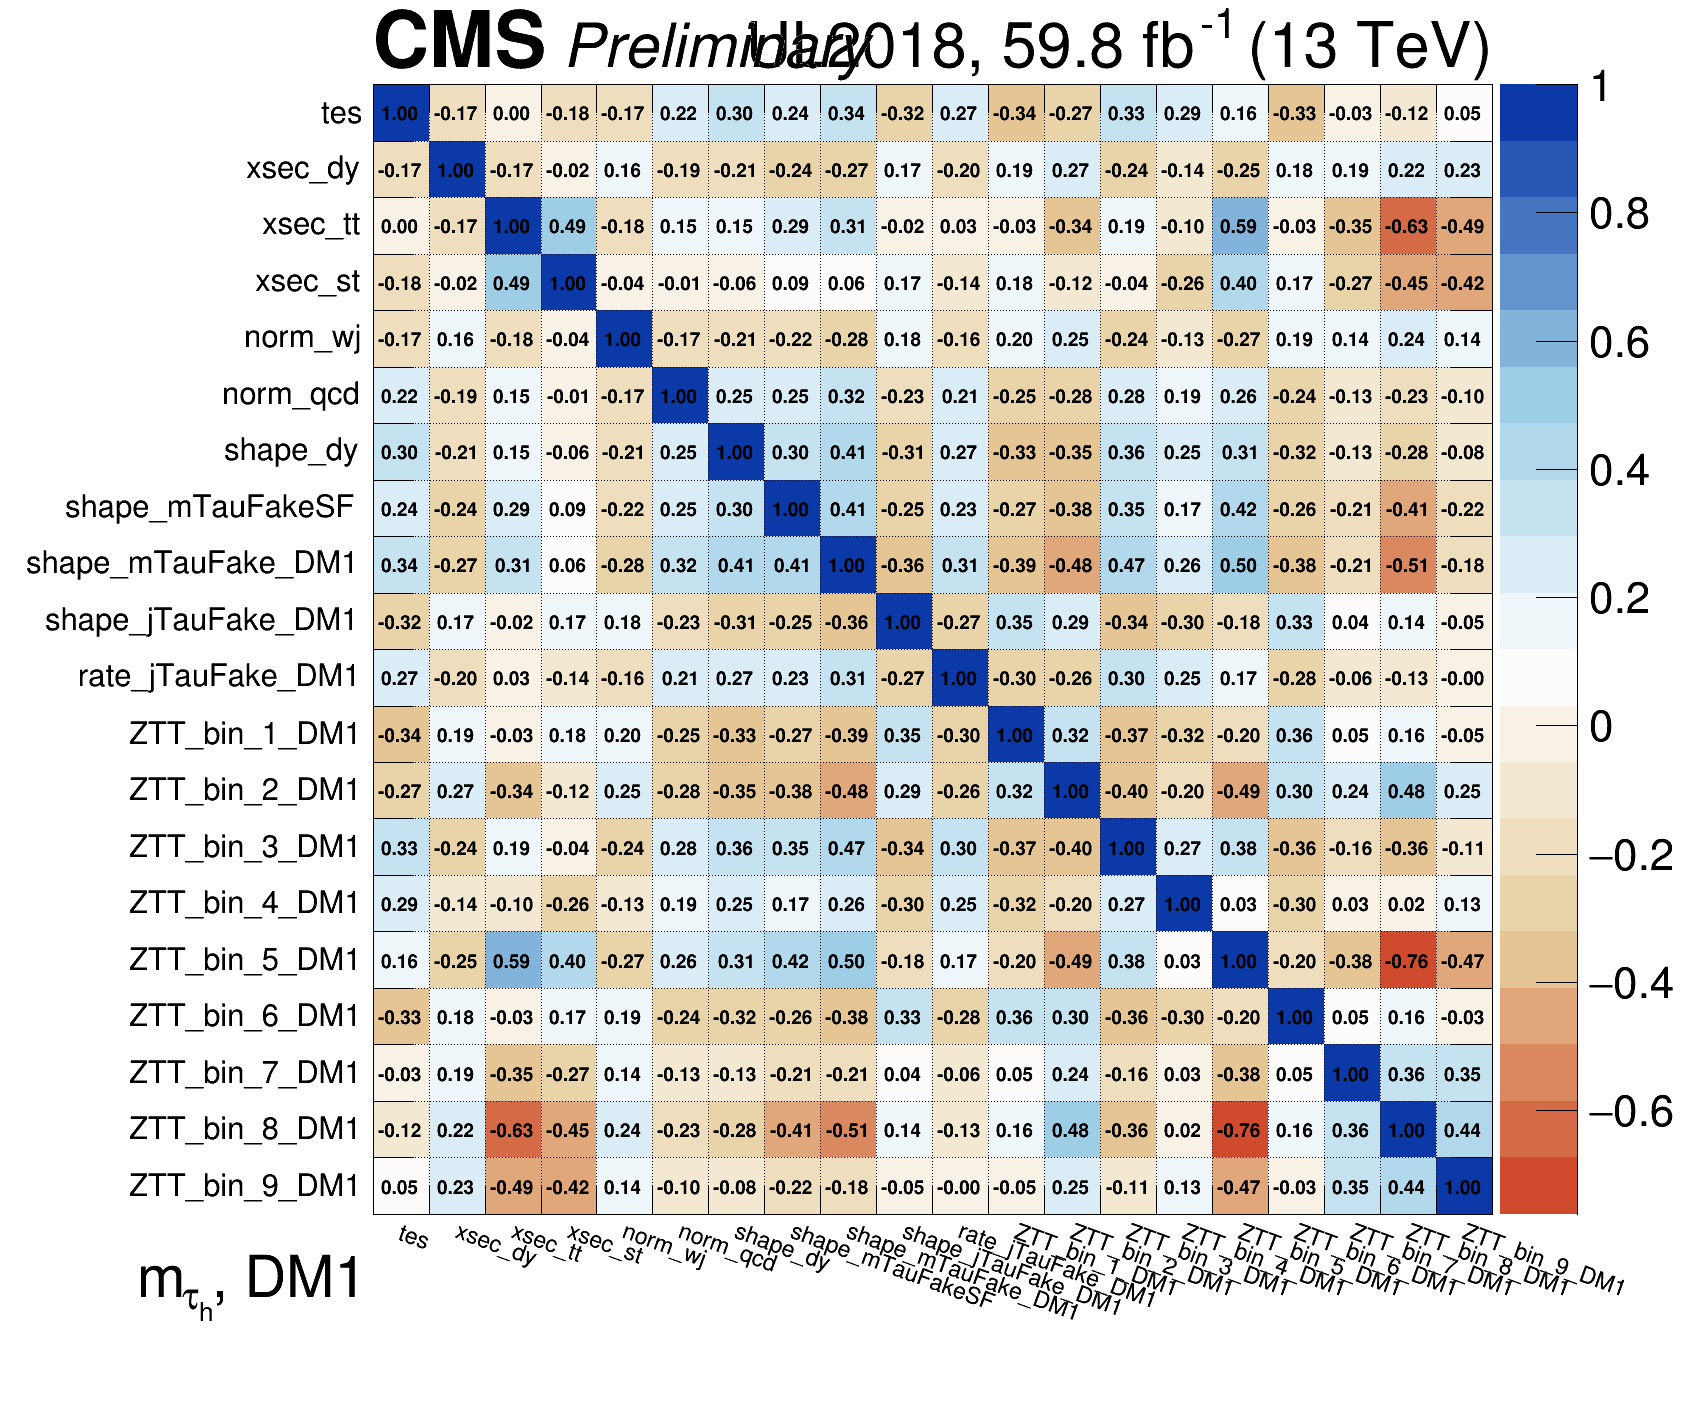 CMS Preliminary UL2018, 59.8 fb-1 (13 TeV)
tes 1.00 -0.17 0.00 -0.18 -0.17 0.22 0.30 0.24 0.34 -0.32 0.27 -0.34 -0.27 0.33 0.29 0.16 -0.33 -0.03 -0.12 0.05
xsec_dy -0.17 1.00 -0.17 -0.02 0.16 -0.19 -0.21 -0.24 -0.27 0.17 -0.20 0.19 0.27 -0.24 -0.14 -0.25 0.18 0.19 0.22 0.23
xsec_tt 0.00 -0.17 1.00 0.49 -0.18 0.15 0.15 0.29 0.31 -0.02 0.03 -0.03 -0.34 0.19 -0.10 0.59 -0.03 -0.35 -0.63 -0.49
xsec_st -0.18 -0.02 0.49 1.00 -0.04 -0.01 -0.06 0.09 0.06 0.17 -0.14 0.18 -0.12 -0.04 -0.26 0.40 0.17 -0.27 -0.45 -0.42
norm_wj -0.17 0.16 -0.18 -0.04 1.00 -0.17 -0.21 -0.22 -0.28 0.18 -0.16 0.20 0.25 -0.24 -0.13 -0.27 0.19 0.14 0.24 0.14
norm_qcd 0.22 -0.19 0.15 -0.01 -0.17 1.00 0.25 0.25 0.32 -0.23 0.21 -0.25 -0.28 0.28 0.19 0.26 -0.24 -0.13 -0.23 -0.10
shape_dy 0.30 -0.21 0.15 -0.06 -0.21 0.25 1.00 0.30 0.41 -0.31 0.27 -0.33 -0.35 0.36 0.25 0.31 -0.32 -0.13 -0.28 -0.08
shape_mTauFakeSF 0.24 -0.24 0.29 0.09 -0.22 0.25 0.30 1.00 0.41 -0.25 0.23 -0.27 -0.38 0.35 0.17 0.42 -0.26 -0.21 -0.41 -0.22
shape_mTauFake_DM1 0.34 -0.27 0.31 0.06 -0.28 0.32 0.41 0.41 1.00 -0.36 0.31 -0.39 -0.48 0.47 0.26 0.50 -0.38 -0.21 -0.51 -0.18
shape_jTauFake_DM1 -0.32 0.17 -0.02 0.17 0.18 -0.23 -0.31 -0.25 -0.36 1.00 -0.27 0.35 0.29 -0.34 -0.30 -0.18 0.33 0.04 0.14 -0.05
rate_jTauFake_DM1 0.27 -0.20 0.03 -0.14 -0.16 0.21 0.27 0.23 0.31 -0.27 1.00 -0.30 -0.26 0.30 0.25 0.17 -0.28 -0.06 -0.13 -0.00
ZTT_bin_1_DM1 -0.34 0.19 -0.03 0.18 0.20 -0.25 -0.33 -0.27 -0.39 0.35 -0.30 1.00 0.32 -0.37 -0.32 -0.20 0.36 0.05 0.16 -0.05
ZTT_bin_2_DM1 -0.27 0.27 -0.34 -0.12 0.25 -0.28 -0.35 -0.38 -0.48 0.29 -0.26 0.32 1.00 -0.40 -0.20 -0.49 0.30 0.24 0.48 0.25
ZTT_bin_3_DM1 0.33 -0.24 0.19 -0.04 -0.24 0.28 0.36 0.35 0.47 -0.34 0.30 -0.37 -0.40 1.00 0.27 0.38 -0.36 -0.16 -0.36 -0.11
ZTT_bin_4_DM1 0.29 -0.14 -0.10 -0.26 -0.13 0.19 0.25 0.17 0.26 -0.30 0.25 -0.32 -0.20 0.27 1.00 0.03 -0.30 0.03 0.02 0.13
ZTT_bin_5_DM1 0.16 -0.25 0.59 0.40 -0.27 0.26 0.31 0.42 0.50 -0.18 0.17 -0.20 -0.49 0.38 0.03 1.00 -0.20 -0.38 -0.76 -0.47
ZTT_bin_6_DM1 -0.33 0.18 -0.03 0.17 0.19 -0.24 -0.32 -0.26 -0.38 0.33 -0.28 0.36 0.30 -0.36 -0.30 -0.20 1.00 0.05 0.16 -0.03
ZTT_bin_7_DM1 -0.03 0.19 -0.35 -0.27 0.14 -0.13 -0.13 -0.21 -0.21 0.04 -0.06 0.05 0.24 -0.16 0.03 -0.38 0.05 1.00 0.36 0.35
ZTT_bin_8_DM1 -0.12 0.22 -0.63 -0.45 0.24 -0.23 -0.28 -0.41 -0.51 0.14 -0.13 0.16 0.48 -0.36 0.02 -0.76 0.16 0.36 1.00 0.44
ZTT_bin_9_DM1 0.05 0.23 -0.49 -0.42 0.14 -0.10 -0.08 -0.22 -0.18 -0.05 -0.00 -0.05 0.25 -0.11 0.13 -0.47 -0.03 0.35 0.44 1.00
1
0.8
0.6
0.4
0.2
0
−0.2
−0.4
−0.6
tes
xsec_dy
xsec_tt
xsec_st
norm_wj
norm_qcd
shape_dy
shape_mTauFakeSF
shape_mTauFake_DM1
shape_jTauFake_DM1
rate_jTauFake_DM1
ZTT_bin_1_DM1
ZTT_bin_2_DM1
ZTT_bin_3_DM1
ZTT_bin_4_DM1
ZTT_bin_5_DM1
ZTT_bin_6_DM1
ZTT_bin_7_DM1
ZTT_bin_8_DM1
ZTT_bin_9_DM1
mτh, DM1